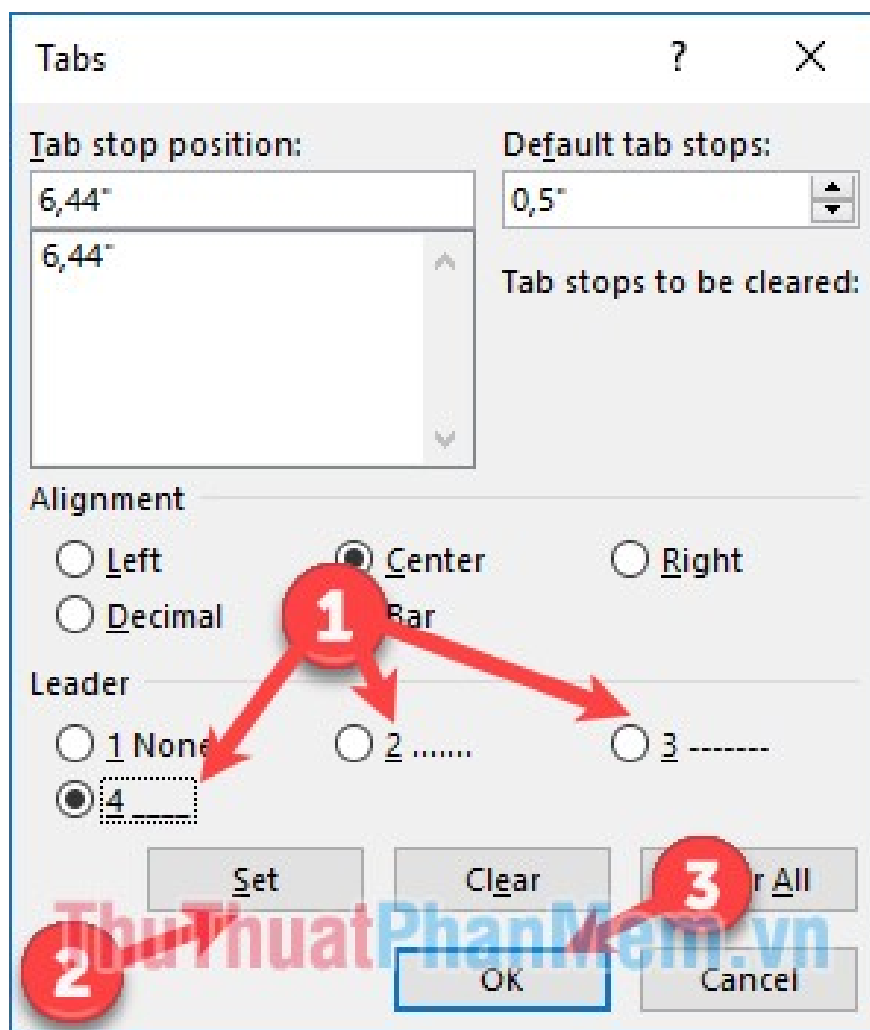 Tabs ? X
Tab stop position: Default tab stops:
6,44" 0,5"
6,44"
Tab stops to be cleared:
Alignment
Left Center Right
Decimal Bar
1
Leader
1 None 2 ....... 3 -------
4 ____
Set Clear r All
3
ThuThuatPhanMem.vn
2
OK Cancel